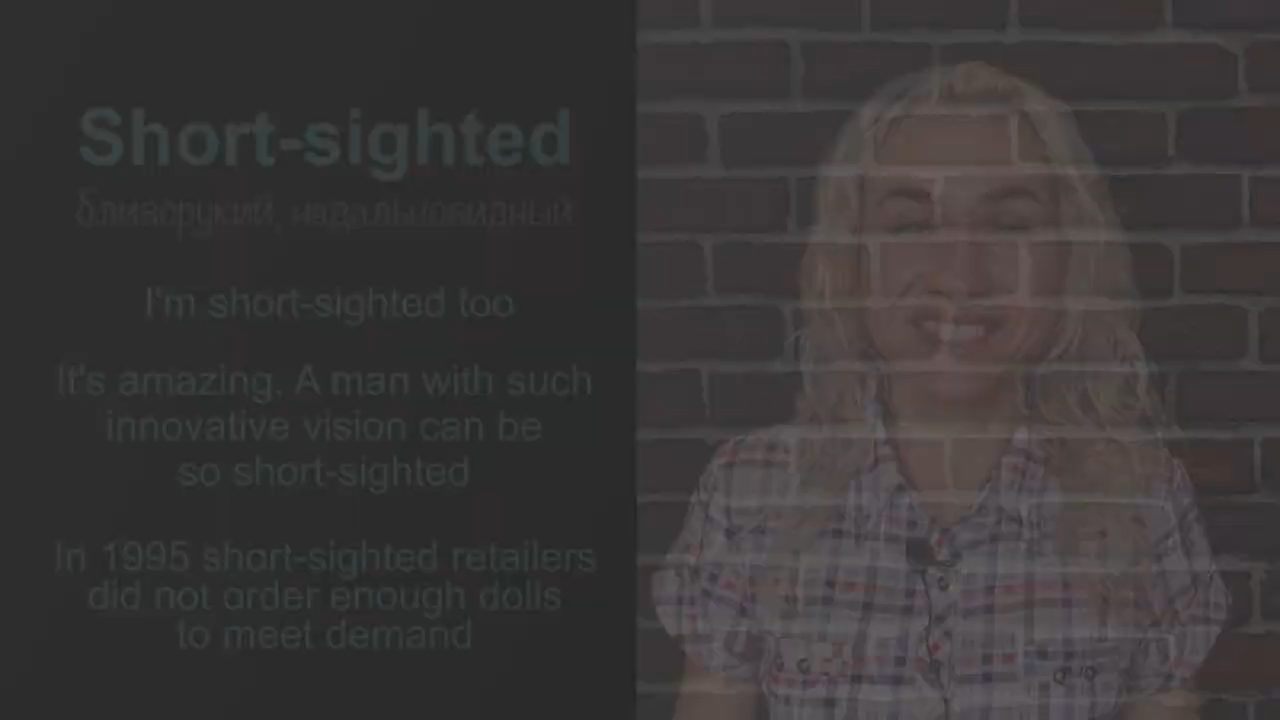 Short-sighted
близорукий, недальновидный
I'm short-sighted too
It's amazing. A man with such
innovative vision can be
so short-sighted
In 1995 short-sighted retailers
did not order enough dolls
to meet demand